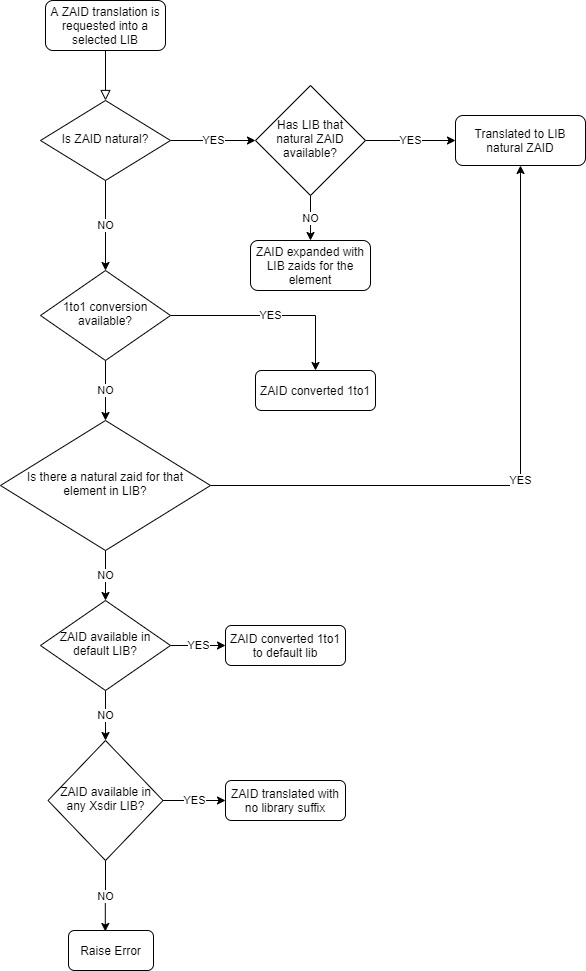 A ZAID translation is
requested into a
selected LIB
Is ZAID natural?
YES
Has LIB that
natural ZAID
available?
YES
Translated to LIB
natural ZAID
NO
NO
ZAID expanded with
LIB zaids for the
element
1to1 conversion
available?
YES
ZAID converted 1to1
NO
Is there a natural zaid for that
element in LIB?
YES
NO
ZAID available in
default LIB?
YES
ZAID converted 1to1
to default lib
NO
ZAID available in
any Xsdir LIB?
YES
ZAID translated with
no library suffix
NO
Raise Error